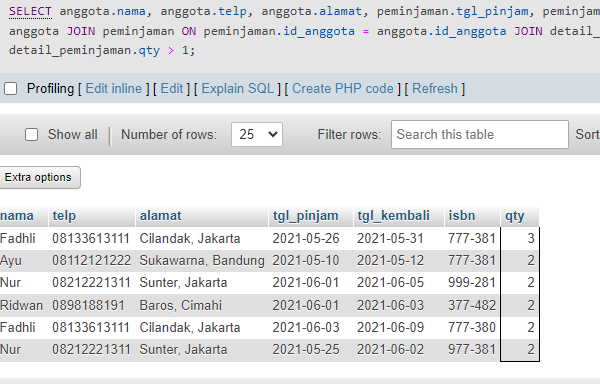 SELECT anggota.nama, anggota.telp, anggota.alamat, peminjaman.tgl_pinjam, peminjam
anggota JOIN peminjaman ON peminjaman.id_anggota = anggota.id_anggota JOIN detail_
detail_peminjaman.qty > 1;
Profiling [ Edit inline ] [ Edit ] [ Explain SQL ] [ Create PHP code ] [ Refresh ]
Show all | Number of rows: 25 Filter rows: Search this table Sort
Extra options
nama telp alamat tgl_pinjam tgl_kembali isbn qty
Fadhli 08133613111 Cilandak, Jakarta 2021-05-26 2021-05-31 777-381 3
Ayu 08112121222 Sukawarna, Bandung 2021-05-10 2021-05-12 777-381 2
Nur 08212221311 Sunter, Jakarta 2021-06-01 2021-06-05 999-281 2
Ridwan 0898188191 Baros, Cimahi 2021-06-01 2021-06-03 377-482 2
Fadhli 08133613111 Cilandak, Jakarta 2021-06-03 2021-06-09 777-380 2
Nur 08212221311 Sunter, Jakarta 2021-05-25 2021-06-02 977-381 2